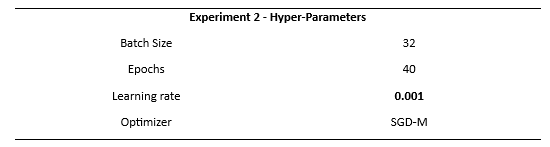 Experiment 2 - Hyper-Parameters
Batch Size 32
Epochs 40
Learning rate 0.001
Optimizer SGD-M